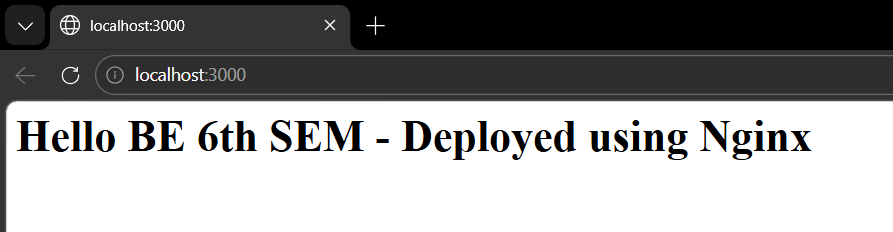 localhost:3000
localhost:3000
Hello BE 6th SEM - Deployed using Nginx